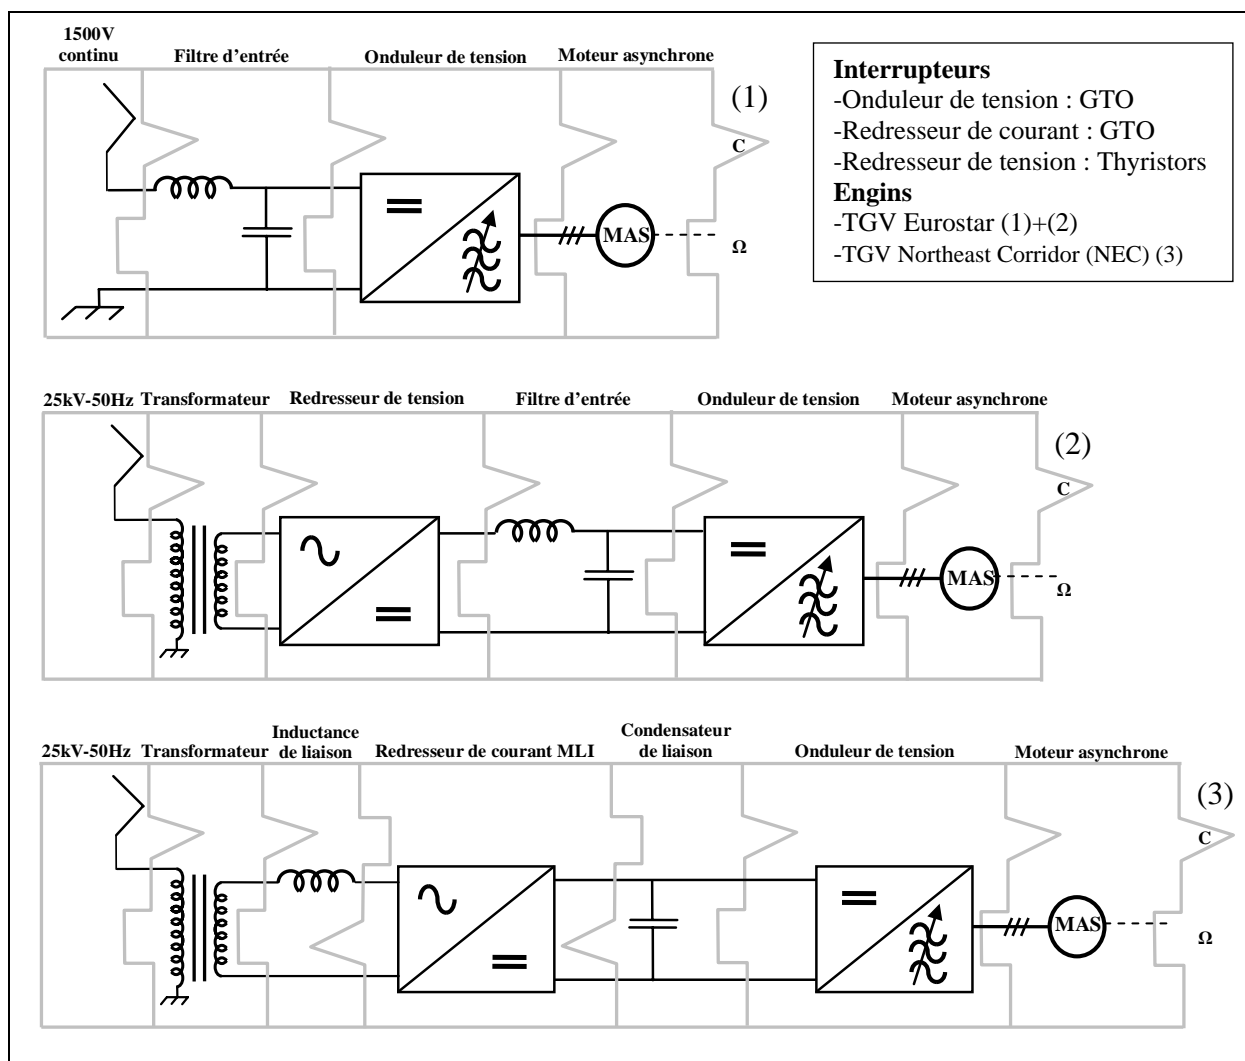 1500V
continu
Filtre d'entrée
Onduleur de tension
Moteur asynchrone
(1)
C
MAS
Ω
Interrupteurs
-Onduleur de tension : GTO
-Redresseur de courant : GTO
-Redresseur de tension : Thyristors
Engins
-TGV Eurostar (1)+(2)
-TGV Northeast Corridor (NEC) (3)
25kV-50Hz
Transformateur
Redresseur de tension
Filtre d'entrée
Onduleur de tension
Moteur asynchrone
(2)
C
MAS
Ω
25kV-50Hz
Transformateur
Inductance
de liaison
Redresseur de courant MLI
Condensateur
de liaison
Onduleur de tension
Moteur asynchrone
(3)
C
MAS
Ω